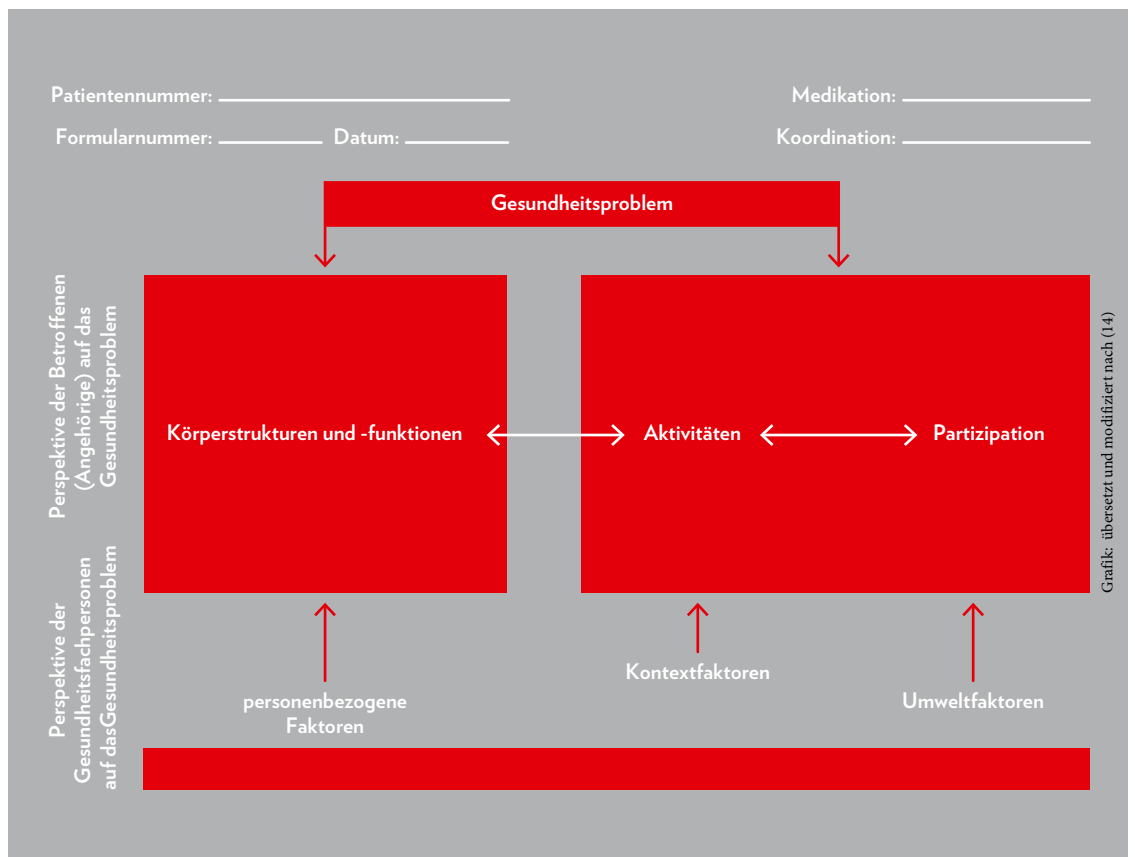 Patientennummer:
Medikation:
Formularnummer:
Datum:
Koordination:
Gesundheitsproblem
Perspektive der Betroffenen
(Angehörige) auf das
Gesundheitsproblem
Körperstrukturen und -funktionen
Aktivitäten
Partizipation
Grafik: übersetzt und modifiziert nach (14)
Perspektive der
Gesundheitsfachpersonen
auf dasGesundheitsproblem
personenbezogene
Faktoren
Kontextfaktoren
Umweltfaktoren